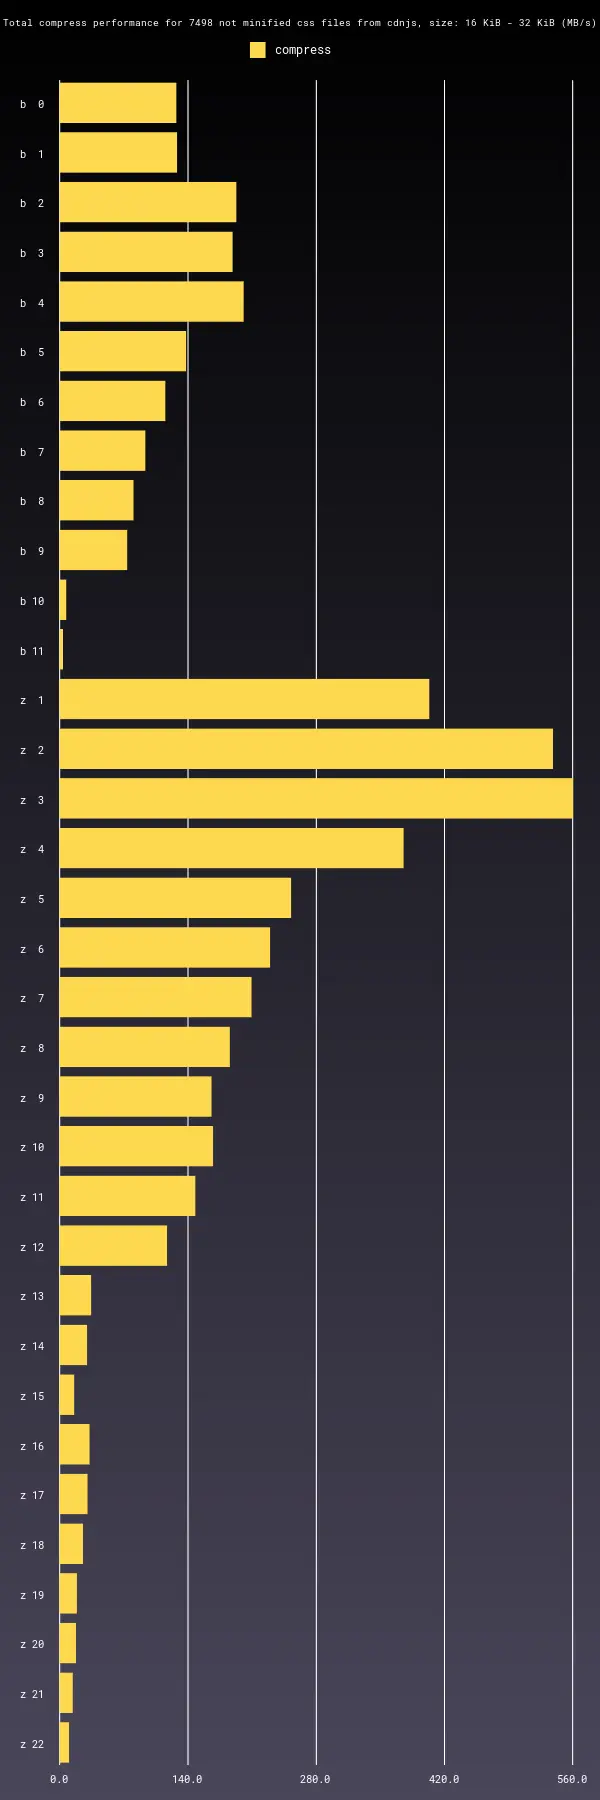 Total compress performance for 7498 not minified css files from cdnjs, size: 16 KiB - 32 KiB (MB/s)
compress
b 0
b 1
b 2
b 3
b 4
b 5
b 6
b 7
b 8
b 9
b 10
b 11
z 1
z 2
z 3
z 4
z 5
z 6
z 7
z 8
z 9
z 10
z 11
z 12
z 13
z 14
z 15
z 16
z 17
z 18
z 19
z 20
z 21
z 22
0.0 140.0 280.0 420.0 560.0